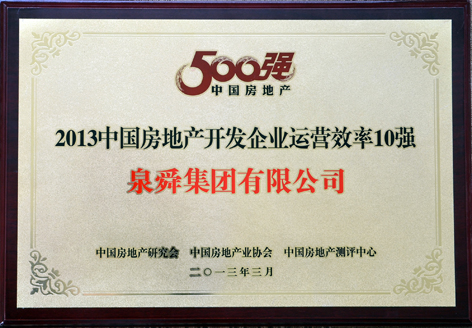 500强
中国房地产
2013中国房地产开发企业运营效率10强
泉舜集团有限公司
中国房地产研究会 中国房地产业协会 中国房地产测评中心
二〇一三年三月